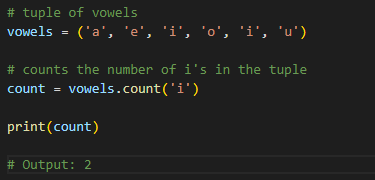 # tuple of vowels
vowels = ('a', 'e', 'i', 'o', 'i', 'u')
# counts the number of i's in the tuple
count = vowels.count('i')
print(count)
# Output: 2